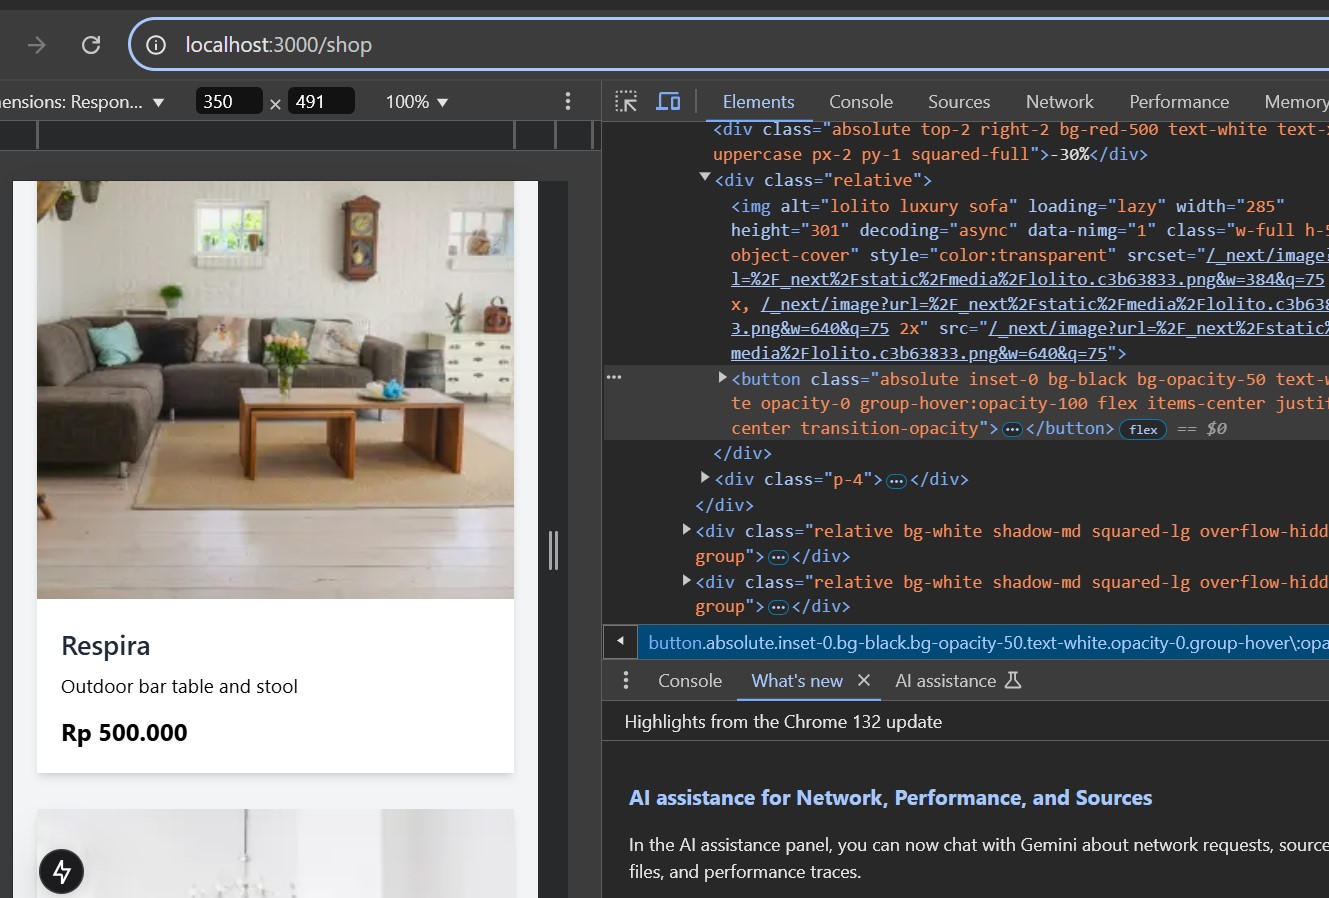 localhost:3000/shop
ensions: Respon... ▼ 350 × 491 100% ▼
Elements Console Sources Network Performance Memory
<div class="absolute top-2 right-2 bg-red-500 text-white text-
uppercase px-2 py-1 squared-full">-30%</div>
▼<div class="relative">
<img alt="lolito luxury sofa" loading="lazy" width="285"
height="301" decoding="async" data-nimg="1" class="w-full h-5
object-cover" style="color:transparent" srcset="/_next/image?
l=%2F_next%2Fstatic%2Fmedia%2Flolito.c3b63833.png&w=384&q=75
x, /_next/image?url=%2F_next%2Fstatic%2Fmedia%2Flolito.c3b638
3.png&w=640&q=75 2x" src="/_next/image?url=%2F_next%2Fstatic%
media%2Flolito.c3b63833.png&w=640&q=75">
▶<button class="absolute inset-0 bg-black bg-opacity-50 text-w
te opacity-0 group-hover:opacity-100 flex items-center justif
center transition-opacity">…</button> flex == $0
</div>
▶<div class="p-4">…</div>
</div>
▶<div class="relative bg-white shadow-md squared-lg overflow-hidd
group">…</div>
▶<div class="relative bg-white shadow-md squared-lg overflow-hidd
group">…</div>
button.absolute.inset-0.bg-black.bg-opacity-50.text-white.opacity-0.group-hover\:opa
Console What's new × AI assistance
Highlights from the Chrome 132 update
AI assistance for Network, Performance, and Sources
In the AI assistance panel, you can now chat with Gemini about network requests, source
files, and performance traces.
Respira
Outdoor bar table and stool
Rp 500.000